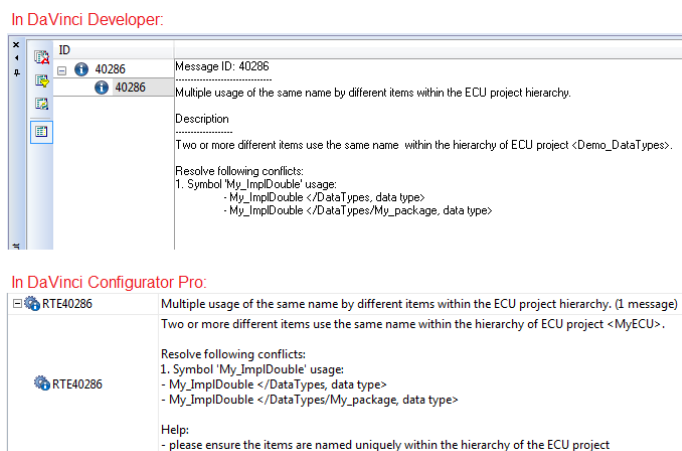 In DaVinci Developer:
ID
40286
40286
Message ID: 40286
--------------------------------
Multiple usage of the same name by different items within the ECU project hierarchy.
Description
-------------------
Two or more different items use the same name within the hierarchy of ECU project <Demo_DataTypes>.
Resolve following conflicts:
1. Symbol 'My_ImplDouble' usage:
- My_ImplDouble </DataTypes, data type>
- My_ImplDouble </DataTypes/My_package, data type>
In DaVinci Configurator Pro:
RTE40286 Multiple usage of the same name by different items within the ECU project hierarchy. (1 message)
Two or more different items use the same name within the hierarchy of ECU project <MyECU>.
Resolve following conflicts:
1. Symbol 'My_ImplDouble' usage:
RTE40286
- My_ImplDouble </DataTypes, data type>
- My_ImplDouble </DataTypes/My_package, data type>
Help:
- please ensure the items are named uniquely within the hierarchy of the ECU project